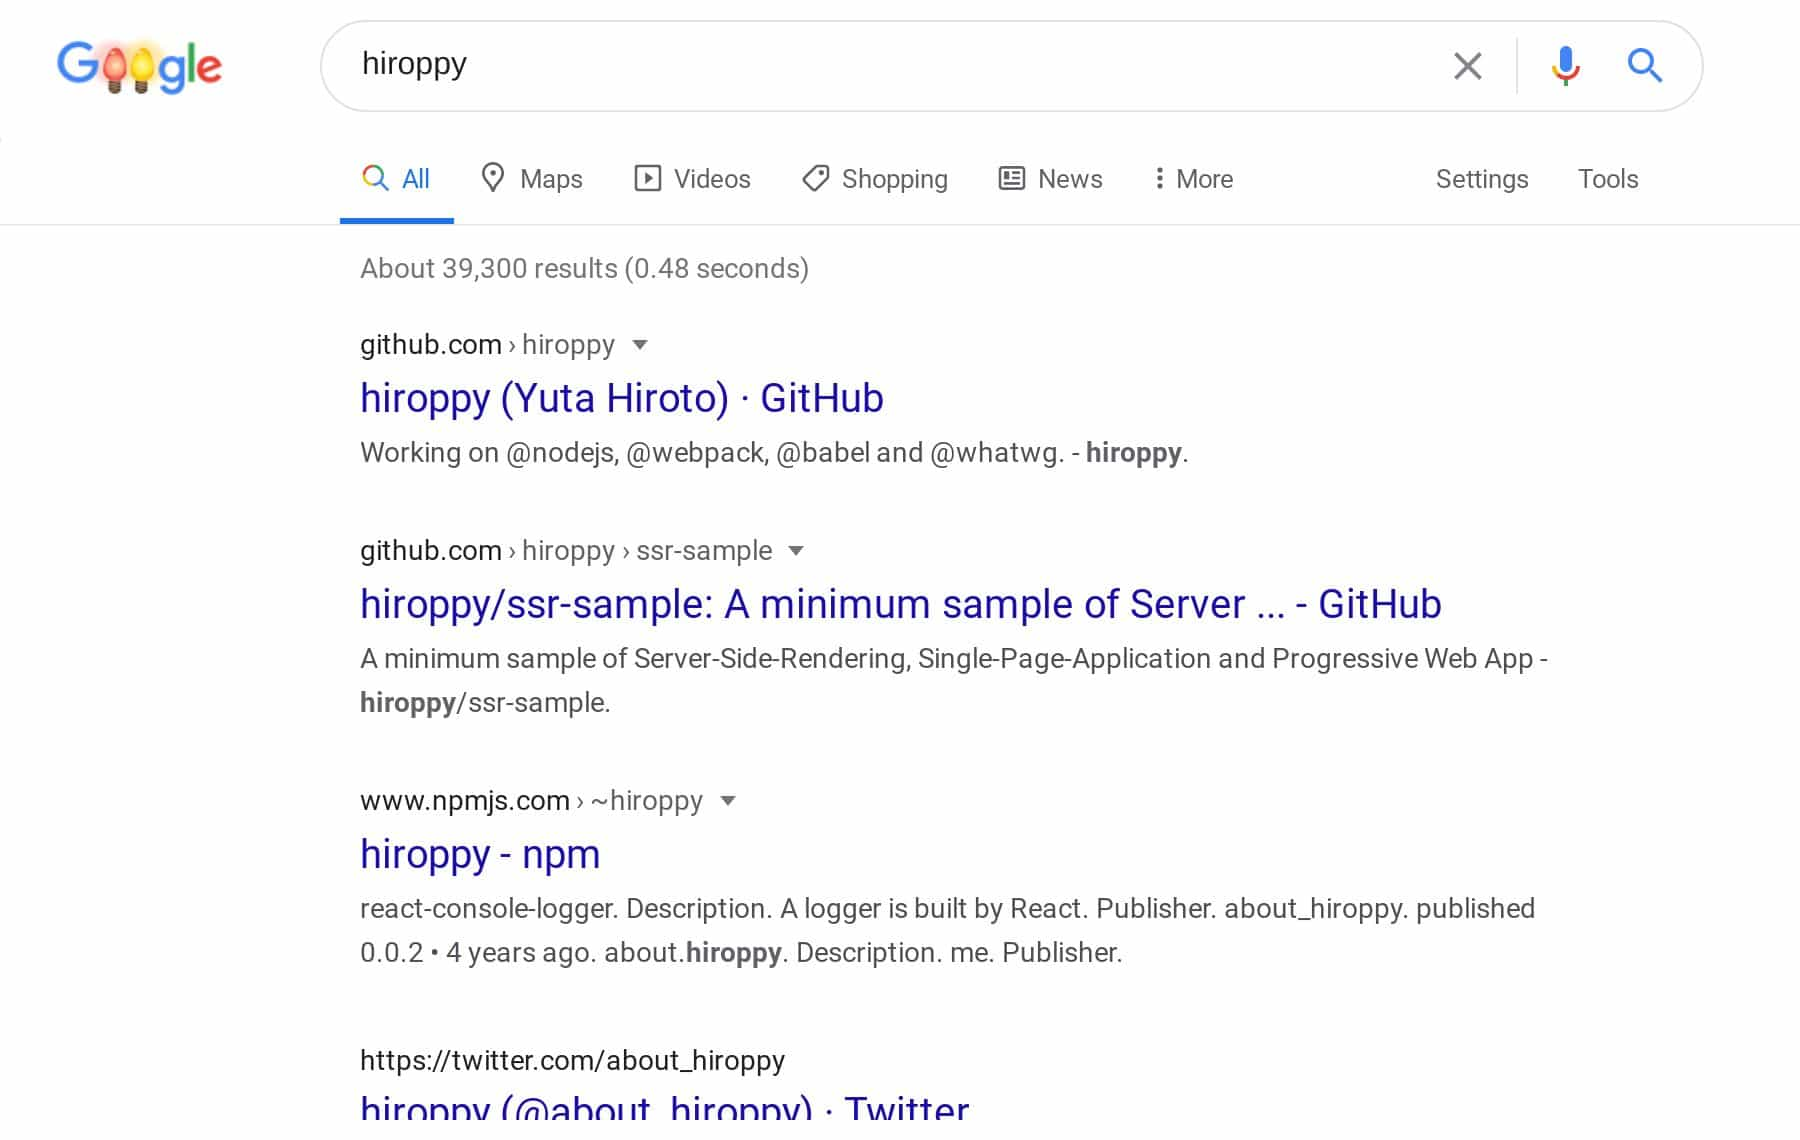 Google
hiroppy
All Maps Videos Shopping News More Settings Tools
About 39,300 results (0.48 seconds)
github.com › hiroppy
hiroppy (Yuta Hiroto) · GitHub
Working on @nodejs, @webpack, @babel and @whatwg. - hiroppy.
github.com › hiroppy › ssr-sample
hiroppy/ssr-sample: A minimum sample of Server ... - GitHub
A minimum sample of Server-Side-Rendering, Single-Page-Application and Progressive Web App -
hiroppy/ssr-sample.
www.npmjs.com › ~hiroppy
hiroppy - npm
react-console-logger. Description. A logger is built by React. Publisher. about_hiroppy. published
0.0.2 • 4 years ago. about.hiroppy. Description. me. Publisher.
https://twitter.com/about_hiroppy
hiroppy (@about_hiroppy) · Twitter